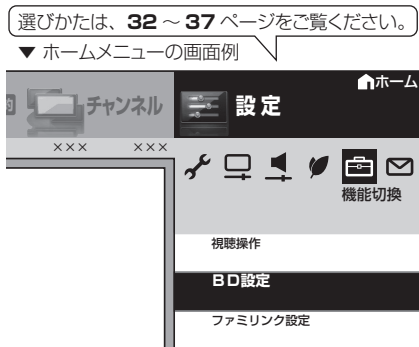 選びかたは、32 ～ 37 ページをご覧ください。
▼ ホームメニューの画面例
ホーム
チャンネル
設定
××× ×××
機能切換
視聴操作
BD設定
ファミリンク設定